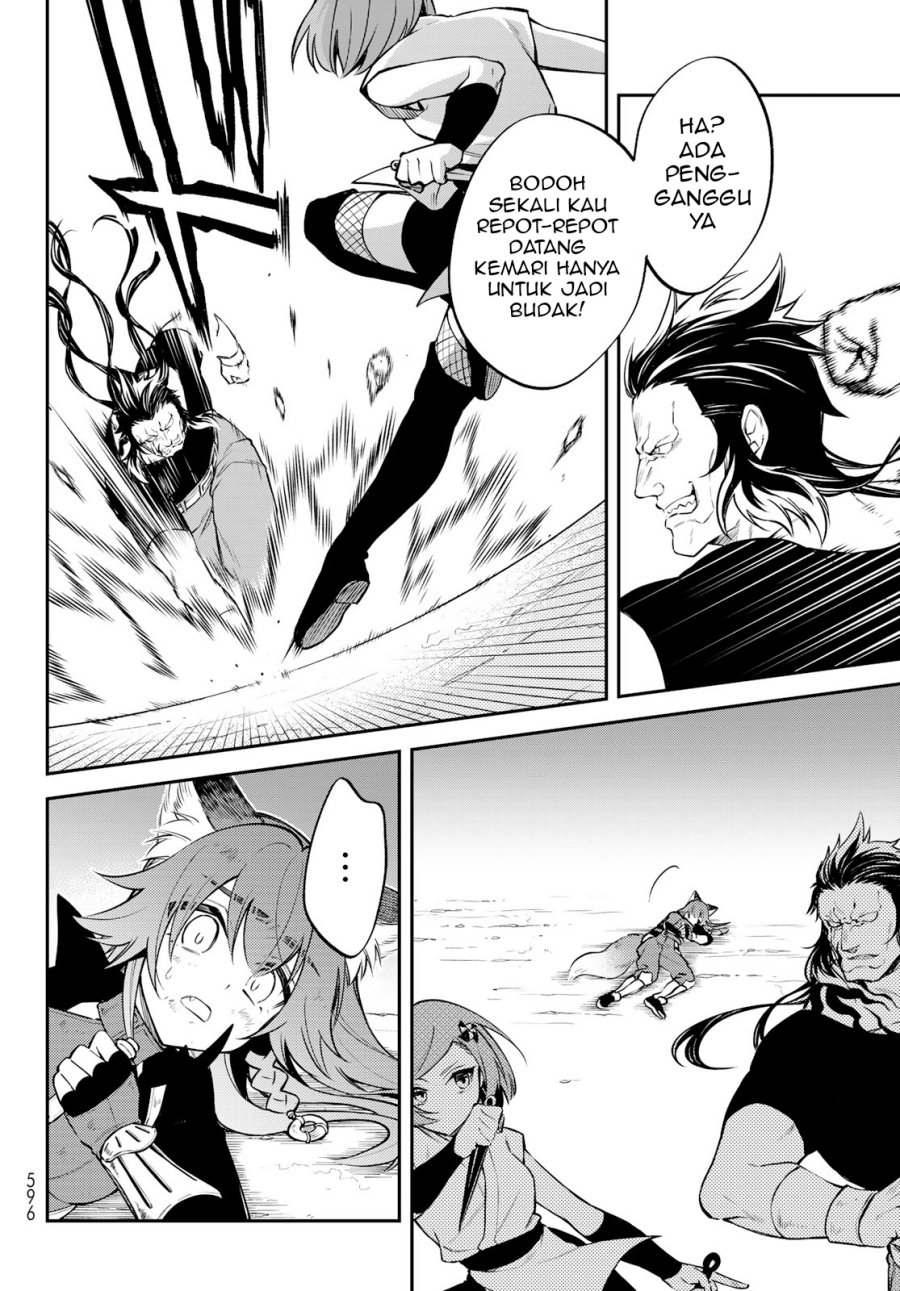 HA?
ADA
PENG-
GANGGU
YA
BODOH
SEKALI KAU
REPOT-REPOT
DATANG
KEMARI HANYA
UNTUK JADI
BUDAK!
...
596